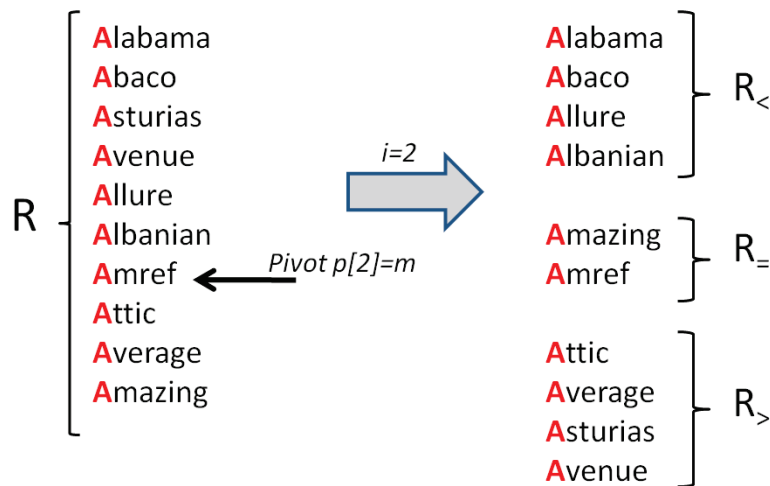 R
Alabama
Abaco
Asturias
Avenue
Allure
Albanian
Amref
Attic
Average
Amazing
i=2
Pivot p[2]=m
Alabama
Abaco
Allure
Albanian
R<
Amazing
Amref
R=
Attic
Average
Asturias
Avenue
R>